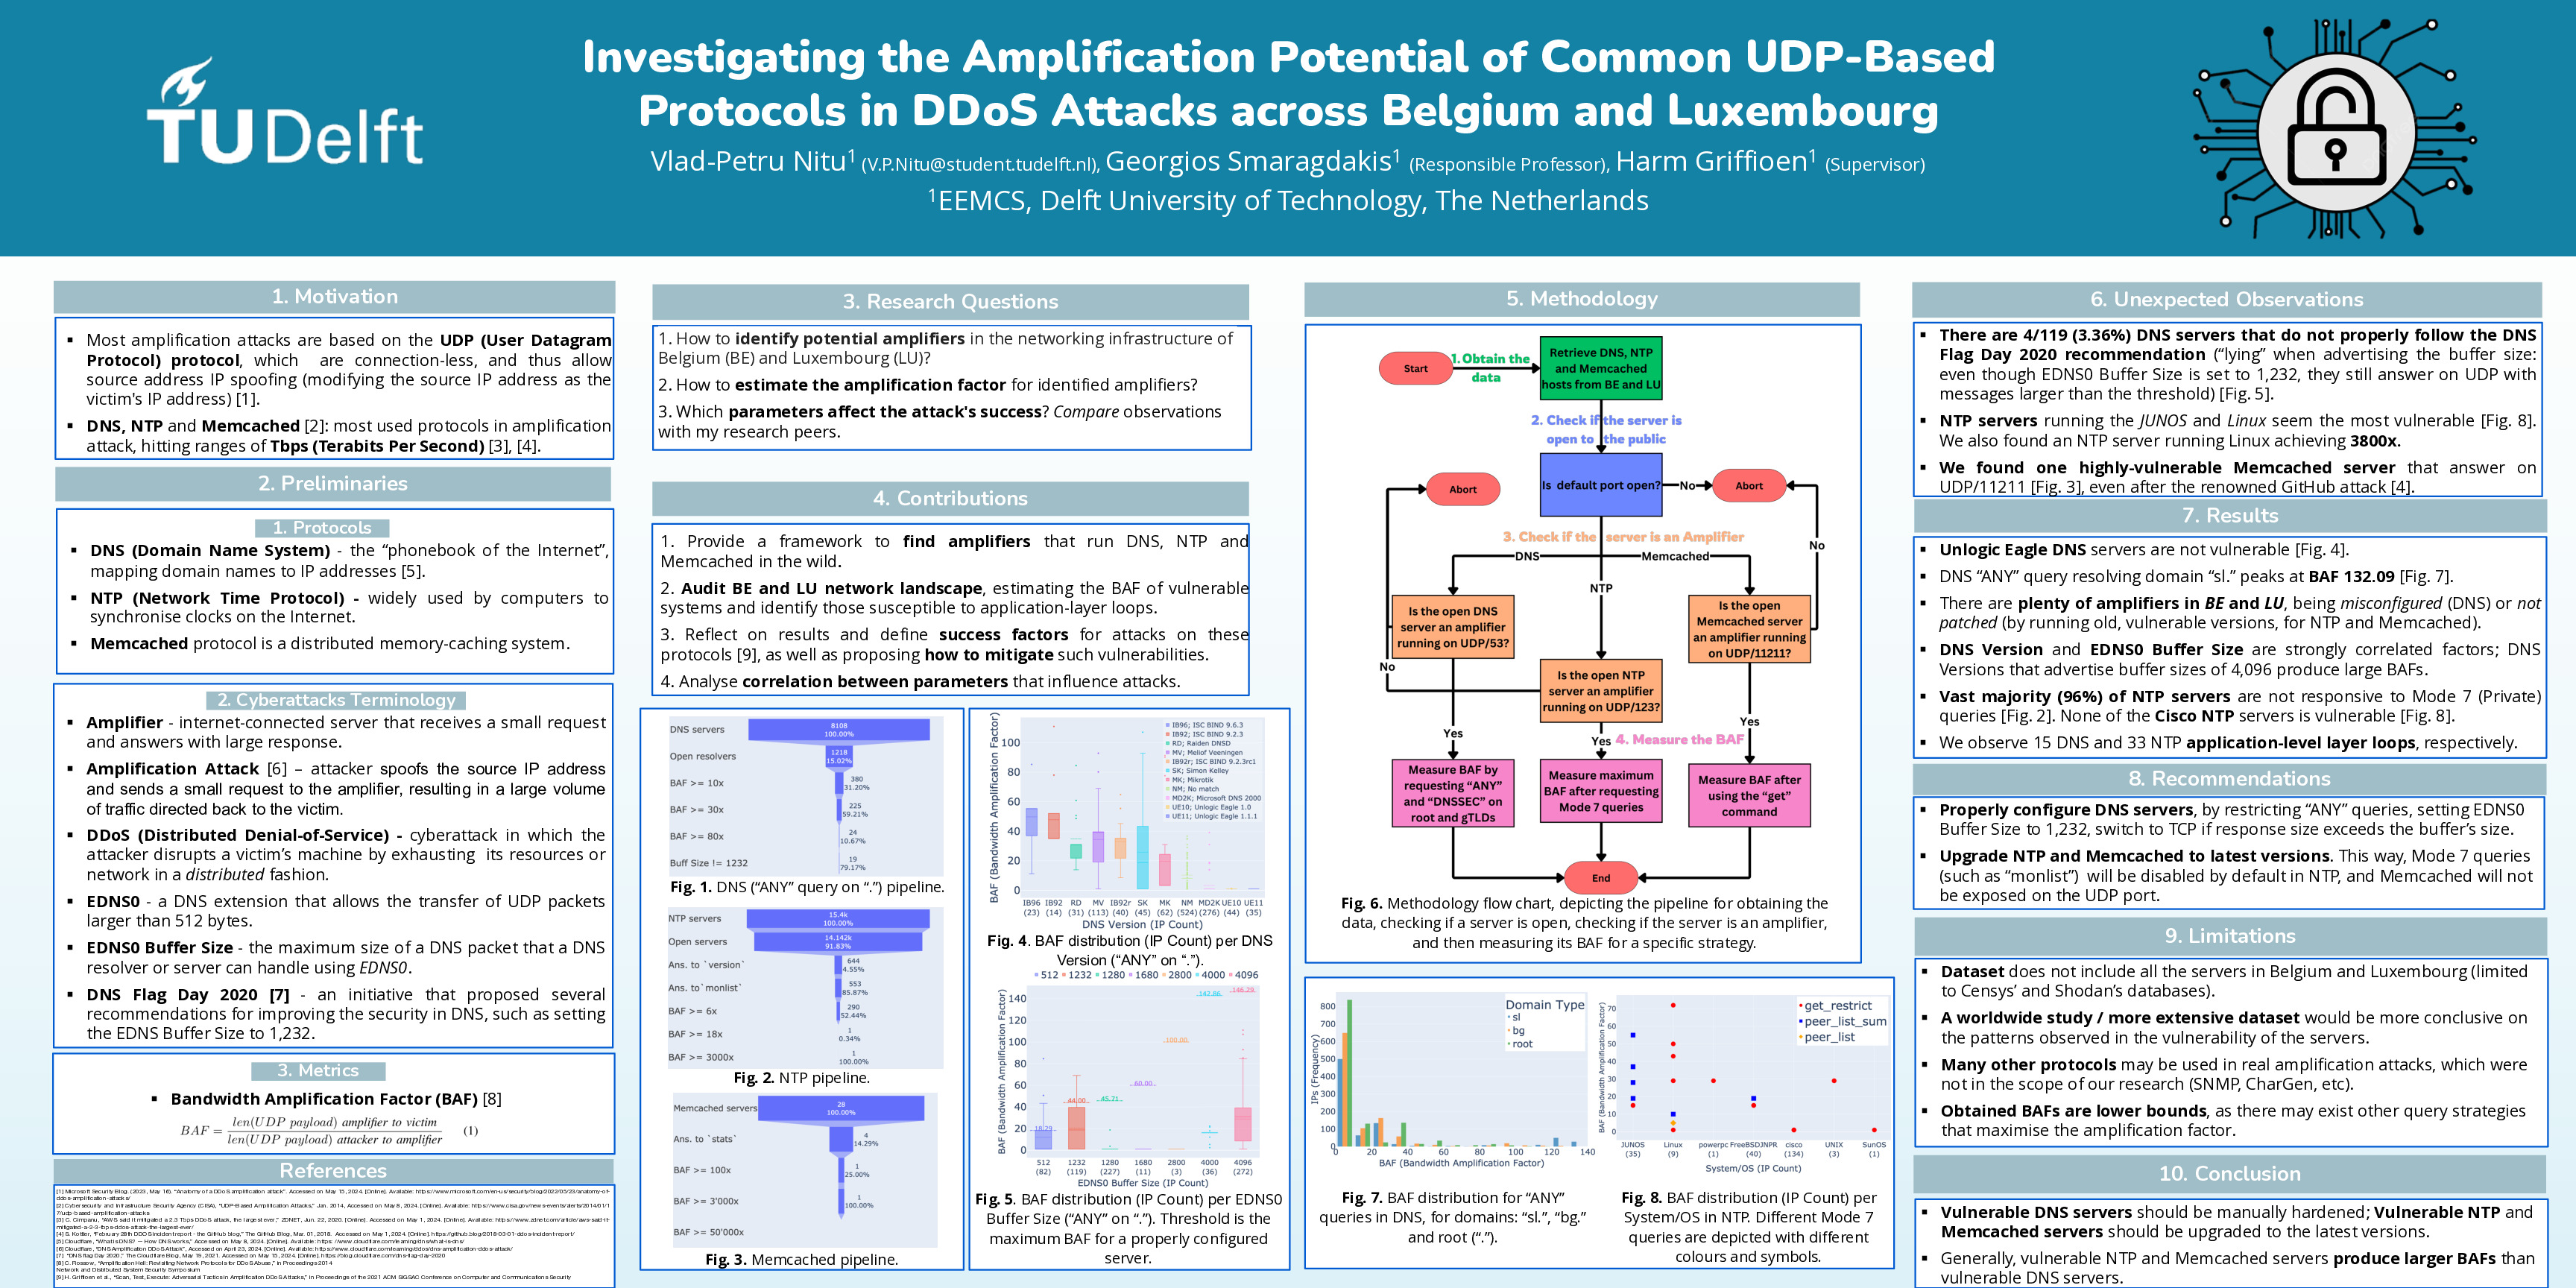 TUDelft
Investigating the Amplification Potential of Common UDP-Based
Protocols in DDoS Attacks across Belgium and Luxembourg
Vlad-Petru Nitu¹ (V.P.Nitu@student.tudelft.nl), Georgios Smaragdakis¹ (Responsible Professor), Harm Griffioen¹ (Supervisor)
¹EEMCS, Delft University of Technology, The Netherlands
1. Motivation
▪ Most amplification attacks are based on the UDP (User Datagram
Protocol) protocol, which are connection-less, and thus allow
source address IP spoofing (modifying the source IP address as the
victim's IP address) [1].
▪ DNS, NTP and Memcached [2]: most used protocols in amplification
attack, hitting ranges of Tbps (Terabits Per Second) [3], [4].
2. Preliminaries
1. Protocols
▪ DNS (Domain Name System) - the “phonebook of the Internet”,
mapping domain names to IP addresses [5].
▪ NTP (Network Time Protocol) - widely used by computers to
synchronise clocks on the Internet.
▪ Memcached protocol is a distributed memory-caching system.
2. Cyberattacks Terminology
▪ Amplifier - internet-connected server that receives a small request
and answers with large response.
▪ Amplification Attack [6] – attacker spoofs the source IP address
and sends a small request to the amplifier, resulting in a large volume
of traffic directed back to the victim.
▪ DDoS (Distributed Denial-of-Service) - cyberattack in which the
attacker disrupts a victim’s machine by exhausting its resources or
network in a distributed fashion.
▪ EDNS0 - a DNS extension that allows the transfer of UDP packets
larger than 512 bytes.
▪ EDNS0 Buffer Size - the maximum size of a DNS packet that a DNS
resolver or server can handle using EDNS0.
▪ DNS Flag Day 2020 [7] - an initiative that proposed several
recommendations for improving the security in DNS, such as setting
the EDNS Buffer Size to 1,232.
3. Metrics
▪ Bandwidth Amplification Factor (BAF) [8]
BAF = len(UDP payload) amplifier to victim / len(UDP payload) attacker to amplifier (1)
References
3. Research Questions
1. How to identify potential amplifiers in the networking infrastructure of
Belgium (BE) and Luxembourg (LU)?
2. How to estimate the amplification factor for identified amplifiers?
3. Which parameters affect the attack's success? Compare observations
with my research peers.
4. Contributions
1. Provide a framework to find amplifiers that run DNS, NTP and
Memcached in the wild.
2. Audit BE and LU network landscape, estimating the BAF of vulnerable
systems and identify those susceptible to application-layer loops.
3. Reflect on results and define success factors for attacks on these
protocols [9], as well as proposing how to mitigate such vulnerabilities.
4. Analyse correlation between parameters that influence attacks.
DNS servers 8108 100.00%
Open resolvers 1218 15.02%
BAF >= 10x 380 31.20%
BAF >= 30x 225 59.21%
BAF >= 80x 24 10.67%
Buff Size != 1232 19 79.17%
Fig. 1. DNS (“ANY” query on “.”) pipeline.
NTP servers 15.4k 100.00%
Open servers 14.142k 91.83%
Ans. to `version` 644 4.55%
Ans. to`monlist` 553 85.87%
BAF >= 6x 290 52.44%
BAF >= 18x 1 0.34%
BAF >= 3000x 1 100.00%
Fig. 2. NTP pipeline.
Memcached servers 28 100.00%
Ans. to `stats` 4 14.29%
BAF >= 100x 1 25.00%
BAF >= 3'000x 1 100.00%
BAF >= 50'000x
Fig. 3. Memcached pipeline.
BAF (Bandwidth Amplification Factor)
100
80
60
40
20
0
IB96; ISC BIND 9.6.3
IB92; ISC BIND 9.2.3
RD; Raiden DNSD
MV; Meliof Veeningen
IB92r; ISC BIND 9.2.3rc1
SK; Simon Kelley
MK; Mikrotik
NM; No match
MD2K; Microsoft DNS 2000
UE10; Unlogic Eagle 1.0
UE11; Unlogic Eagle 1.1.1
IB96 IB92 RD MV IB92r SK MK NM MD2K UE10 UE11
(23) (14) (31) (113) (40) (45) (62) (524) (276) (44) (35)
DNS Version (IP Count)
Fig. 4. BAF distribution (IP Count) per DNS
Version (“ANY” on “.”).
512 1232 1280 1680 2800 4000 4096
BAF (Bandwidth Amplification Factor)
140
120
100
80
60
40
20
0
18.29 44.00 45.71 60.00 100.00 142.86 146.29
512 1232 1280 1680 2800 4000 4096
(82) (119) (227) (11) (3) (36) (272)
EDNS0 Buffer Size (IP Count)
Fig. 5. BAF distribution (IP Count) per EDNS0
Buffer Size (“ANY” on “.”). Threshold is the
maximum BAF for a properly configured
server.
5. Methodology
Start
1. Obtain the
data
Retrieve DNS, NTP
and Memcached
hosts from BE and LU
2. Check if the server is
open to the public
Is default port open?
No
Abort
Abort
3. Check if the server is an Amplifier
DNS
Memcached
No
NTP
Is the open DNS
server an amplifier
running on UDP/53?
Is the open
Memcached server
an amplifier running
on UDP/11211?
No
Is the open NTP
server an amplifier
running on UDP/123?
Yes
Yes
Yes
4. Measure the BAF
Measure BAF by
requesting “ANY”
and “DNSSEC” on
root and gTLDs
Measure maximum
BAF after requesting
Mode 7 queries
Measure BAF after
using the “get”
command
End
Fig. 6. Methodology flow chart, depicting the pipeline for obtaining the
data, checking if a server is open, checking if the server is an amplifier,
and then measuring its BAF for a specific strategy.
IPs (Frequency)
800
700
600
500
400
300
200
100
0
Domain Type
sl
bg
root
0 20 40 60 80 100 120 140
BAF (Bandwidth Amplification Factor)
Fig. 7. BAF distribution for “ANY”
queries in DNS, for domains: “sl.”, “bg.”
and root (“.”).
BAF (Bandwidth Amplification Factor)
70
60
50
40
30
20
10
0
get_restrict
peer_list_sum
peer_list
JUNOS Linux powerpc FreeBSDJNPR cisco UNIX SunOS
(35) (9) (1) (40) (134) (3) (1)
System/OS (IP Count)
Fig. 8. BAF distribution (IP Count) per
System/OS in NTP. Different Mode 7
queries are depicted with different
colours and symbols.
6. Unexpected Observations
▪ There are 4/119 (3.36%) DNS servers that do not properly follow the DNS
Flag Day 2020 recommendation (“lying” when advertising the buffer size:
even though EDNS0 Buffer Size is set to 1,232, they still answer on UDP with
messages larger than the threshold) [Fig. 5].
▪ NTP servers running the JUNOS and Linux seem the most vulnerable [Fig. 8].
We also found an NTP server running Linux achieving 3800x.
▪ We found one highly-vulnerable Memcached server that answer on
UDP/11211 [Fig. 3], even after the renowned GitHub attack [4].
7. Results
▪ Unlogic Eagle DNS servers are not vulnerable [Fig. 4].
▪ DNS “ANY” query resolving domain “sl.” peaks at BAF 132.09 [Fig. 7].
▪ There are plenty of amplifiers in BE and LU, being misconfigured (DNS) or not
patched (by running old, vulnerable versions, for NTP and Memcached).
▪ DNS Version and EDNS0 Buffer Size are strongly correlated factors; DNS
Versions that advertise buffer sizes of 4,096 produce large BAFs.
▪ Vast majority (96%) of NTP servers are not responsive to Mode 7 (Private)
queries [Fig. 2]. None of the Cisco NTP servers is vulnerable [Fig. 8].
▪ We observe 15 DNS and 33 NTP application-level layer loops, respectively.
8. Recommendations
▪ Properly configure DNS servers, by restricting “ANY” queries, setting EDNS0
Buffer Size to 1,232, switch to TCP if response size exceeds the buffer’s size.
▪ Upgrade NTP and Memcached to latest versions. This way, Mode 7 queries
(such as “monlist”) will be disabled by default in NTP, and Memcached will not
be exposed on the UDP port.
9. Limitations
▪ Dataset does not include all the servers in Belgium and Luxembourg (limited
to Censys’ and Shodan’s databases).
▪ A worldwide study / more extensive dataset would be more conclusive on
the patterns observed in the vulnerability of the servers.
▪ Many other protocols may be used in real amplification attacks, which were
not in the scope of our research (SNMP, CharGen, etc).
▪ Obtained BAFs are lower bounds, as there may exist other query strategies
that maximise the amplification factor.
10. Conclusion
▪ Vulnerable DNS servers should be manually hardened; Vulnerable NTP and
Memcached servers should be upgraded to the latest versions.
▪ Generally, vulnerable NTP and Memcached servers produce larger BAFs than
vulnerable DNS servers.